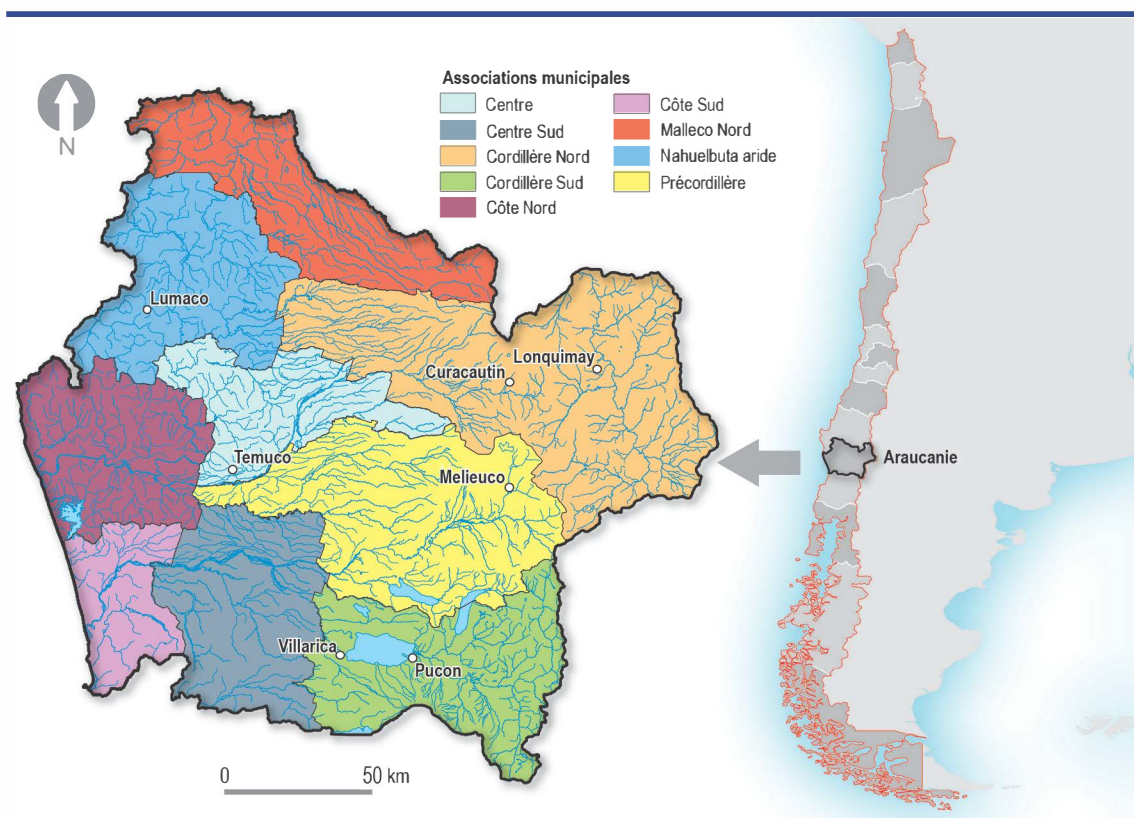 Associations municipales
Centre
Centre Sud
Cordillère Nord
Cordillère Sud
Côte Nord
Côte Sud
Malleco Nord
Nahuelbuta aride
Précordillère
N
Lumaco
Lonquimay
Curacautin
Temuco
Melieuco
Villarica
Pucon
Araucanie
0 50 km